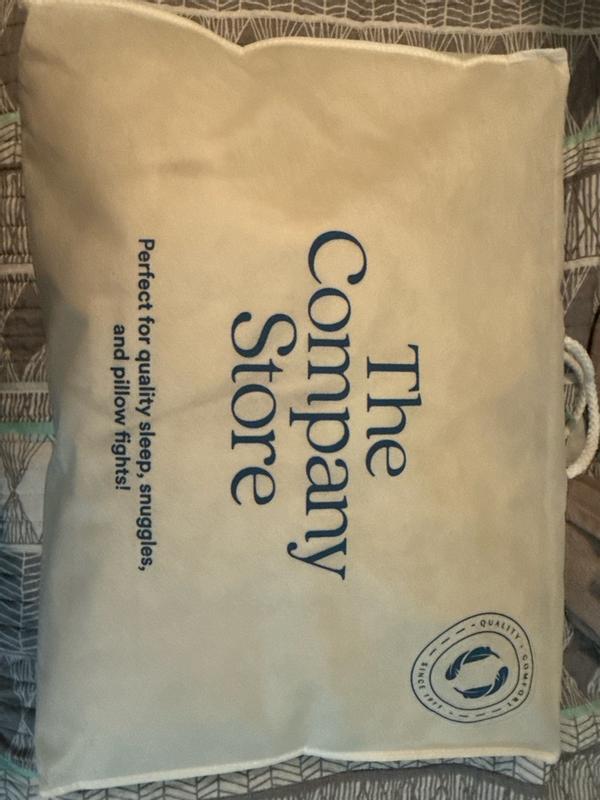 The
Company
Store
Perfect for quality sleep, snuggles,
and pillow fights!
QUALITY • COMFORT
SINCE 1911